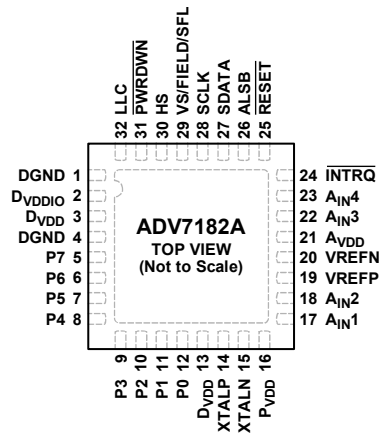 32 LLC
31 PWRDWN
30 HS
29 VS/FIELD/SFL
28 SCLK
27 SDATA
26 ALSB
25 RESET
DGND 1
DVDDIO 2
DVDD 3
DGND 4
P7 5
P6 6
P5 7
P4 8
ADV7182A
TOP VIEW
(Not to Scale)
24 INTRQ
23 AIN4
22 AIN3
21 AVDD
20 VREFN
19 VREFP
18 AIN2
17 AIN1
P3 9
P2 10
P1 11
P0 12
DVDD 13
XTALP 14
XTALN 15
PVDD 16